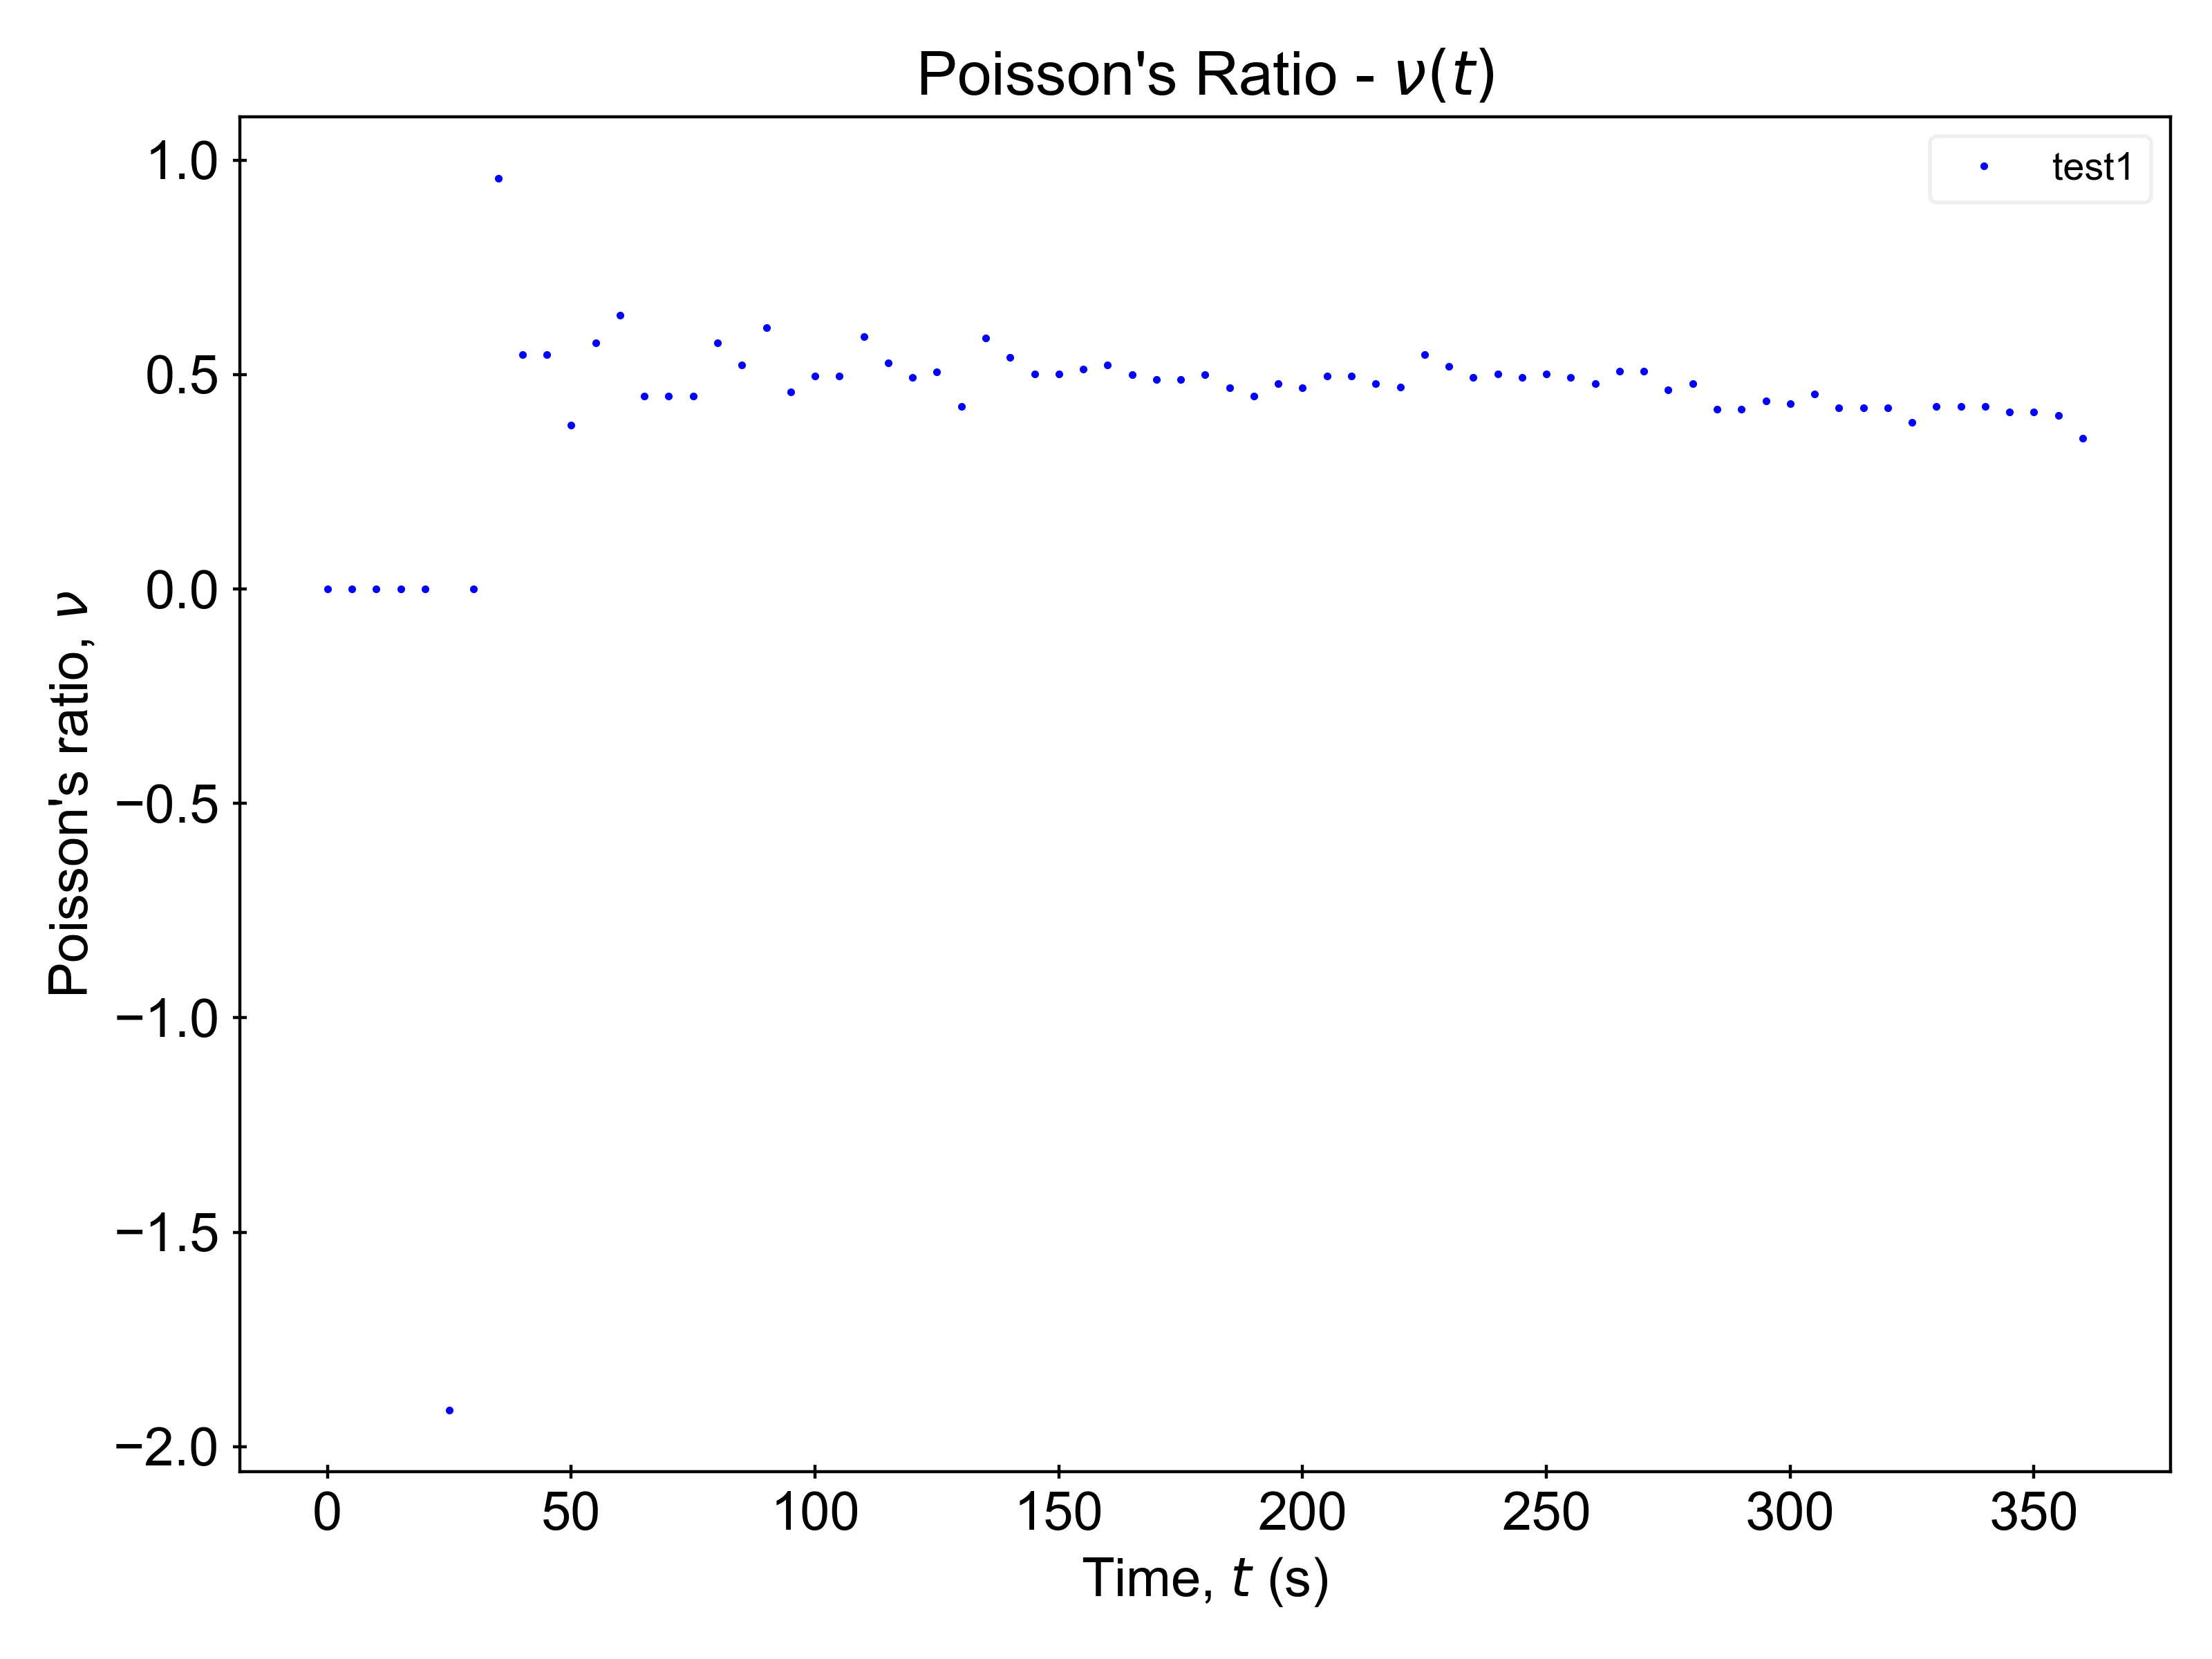 Poisson's Ratio - ν(t)
test1
1.0
0.5
0.0
−0.5
−1.0
−1.5
−2.0
Poisson's ratio, ν
0 50 100 150 200 250 300 350
Time, t (s)